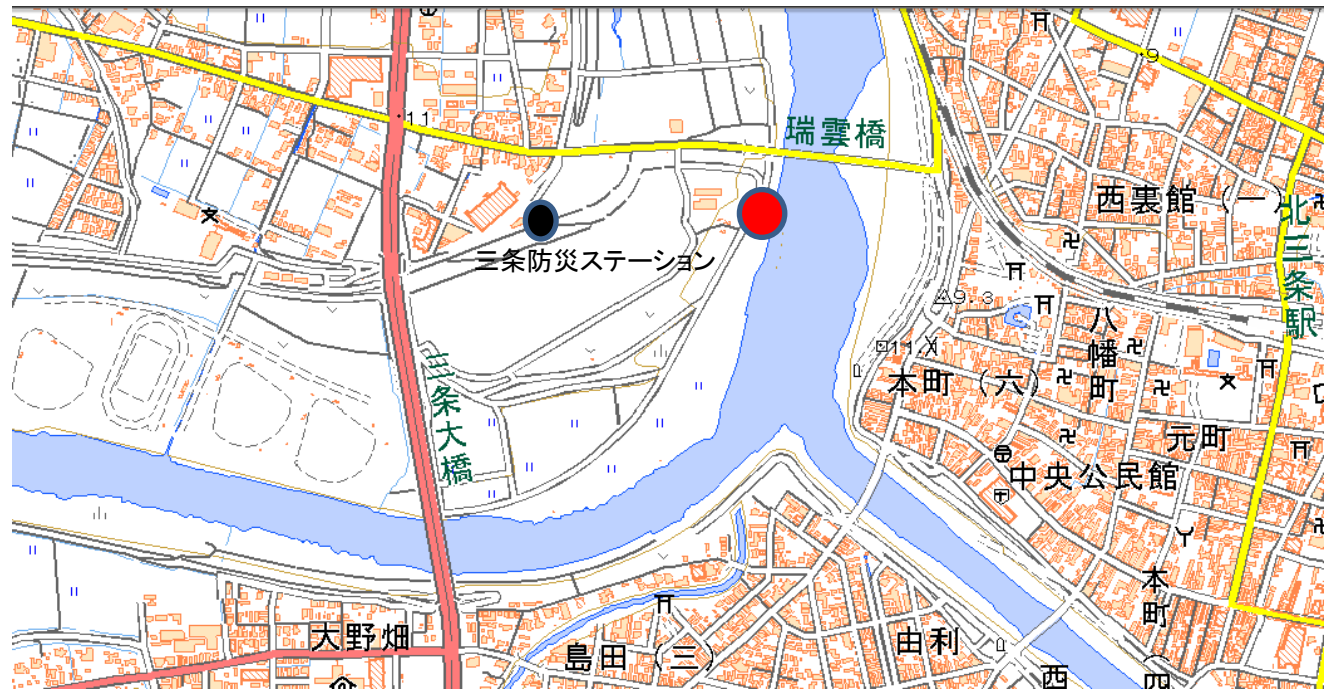 9
11
瑞雲橋
西裏館(一)
北三条駅
三条防災ステーション
9.3
八幡町
三条大橋
本町(六)
元町
中央公民館
本町(四
大野畑
島田(三)
由利
西